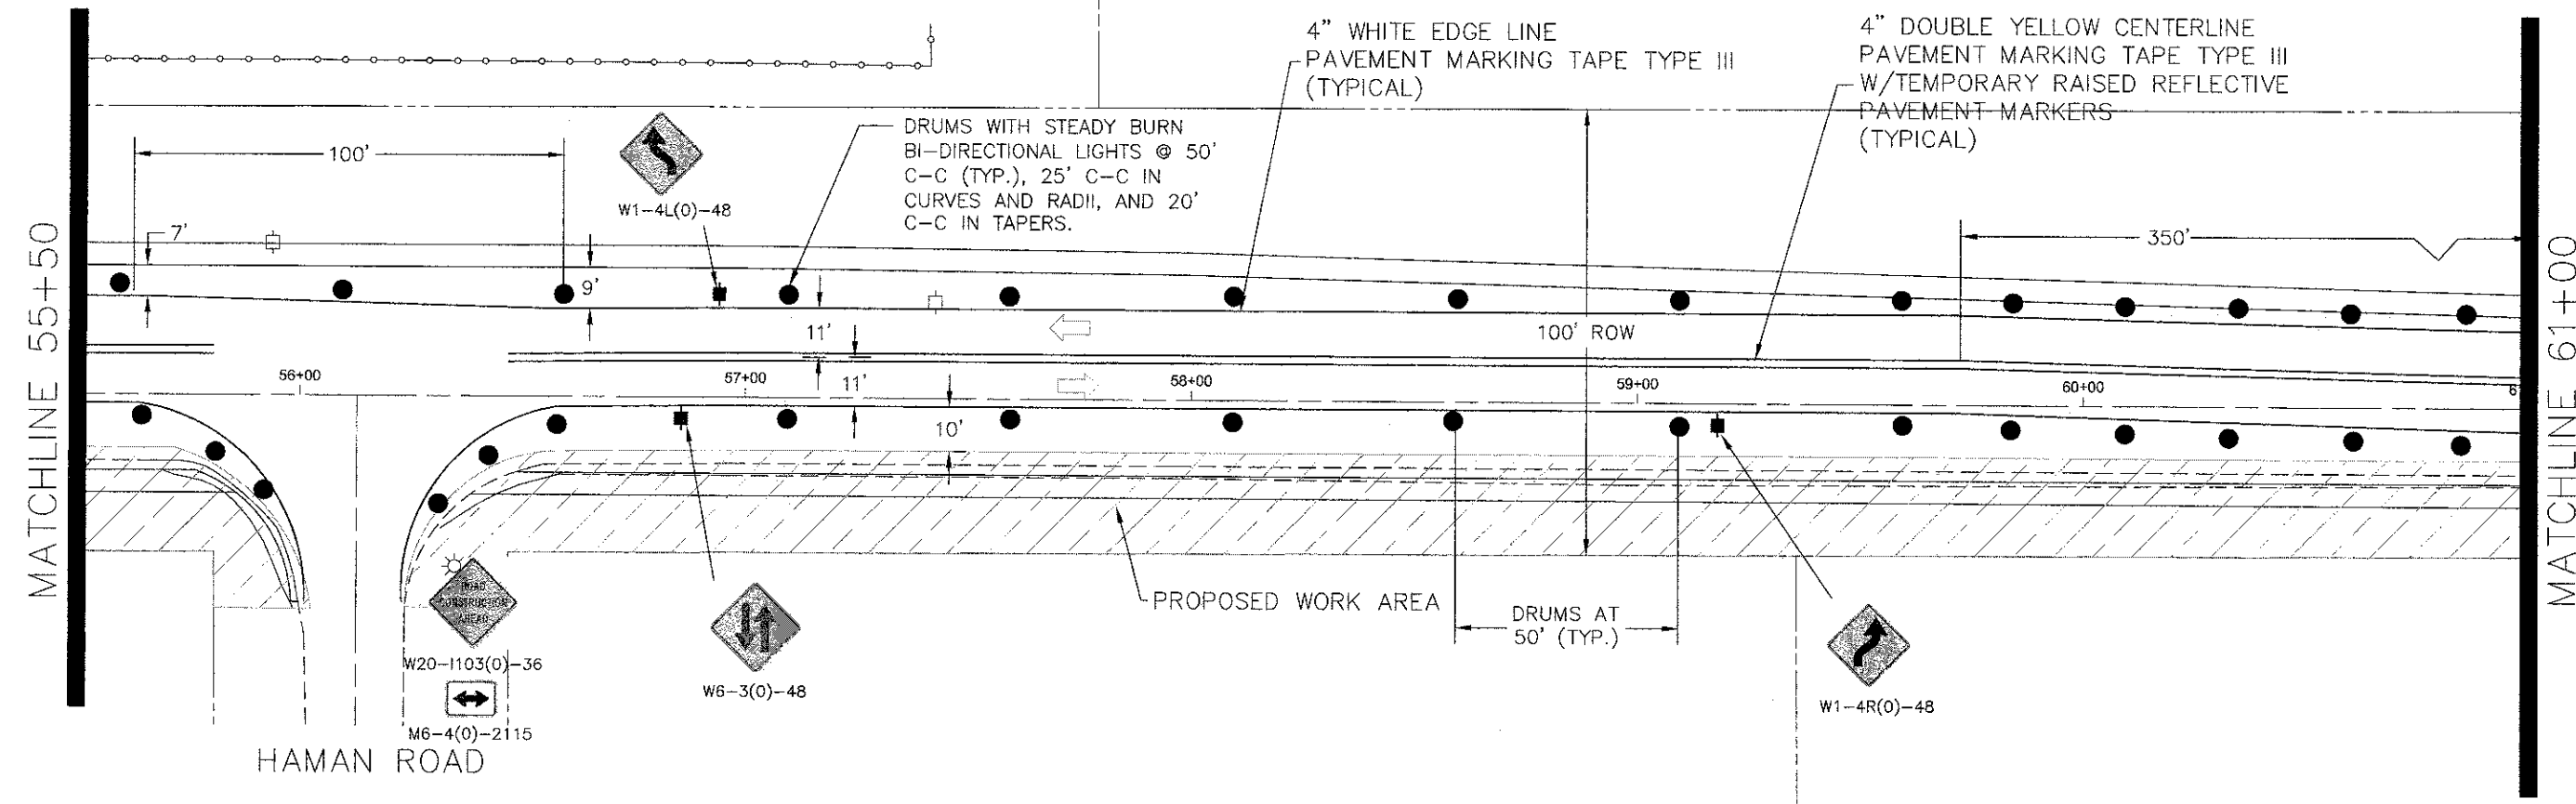 4" WHITE EDGE LINE
PAVEMENT MARKING TAPE TYPE III
(TYPICAL)
4" DOUBLE YELLOW CENTERLINE
PAVEMENT MARKING TAPE TYPE III
W/TEMPORARY RAISED REFLECTIVE
PAVEMENT MARKERS
(TYPICAL)
DRUMS WITH STEADY BURN
BI-DIRECTIONAL LIGHTS @ 50'
C-C (TYP.), 25' C-C IN
CURVES AND RADII, AND 20'
C-C IN TAPERS.
100'
W1-4L(0)-48
7'
350'
9'
11'
100' ROW
MATCHLINE 55+50
MATCHLINE 61+00
56+00
57+00
11'
58+00
59+00
60+00
6
10'
PROPOSED WORK AREA
DRUMS AT
50' (TYP.)
ROAD
CONSTRUCTION
AHEAD
W20-I103(0)-36
M6-4(0)-2115
W6-3(0)-48
W1-4R(0)-48
HAMAN ROAD